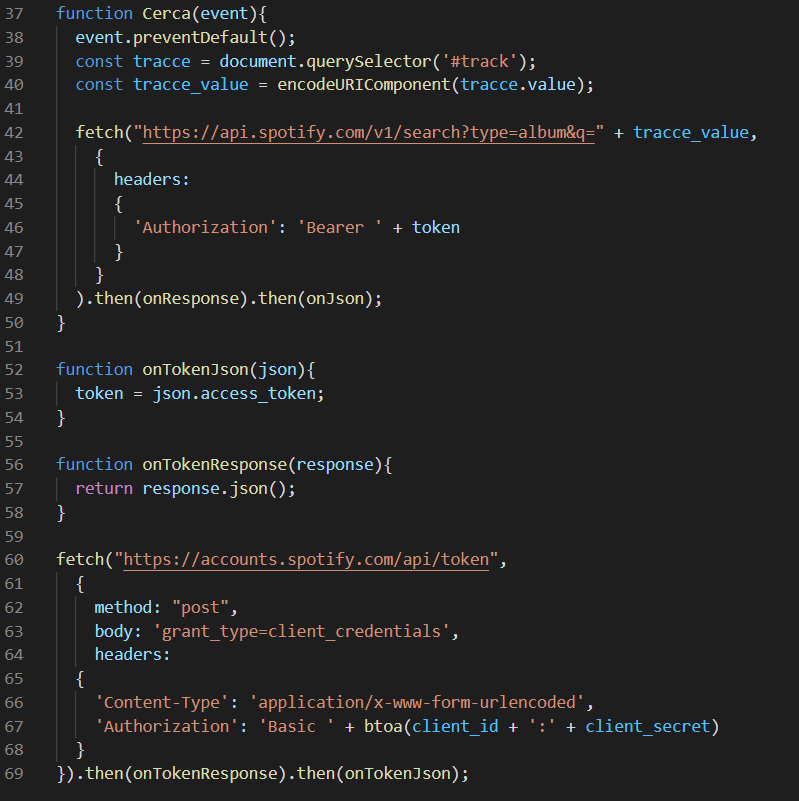 37 function Cerca(event){
38 event.preventDefault();
39 const tracce = document.querySelector('#track');
40 const tracce_value = encodeURIComponent(tracce.value);
41
42 fetch("https://api.spotify.com/v1/search?type=album&q=" + tracce_value,
43 {
44 headers:
45 {
46 'Authorization': 'Bearer ' + token
47 }
48 }
49 ).then(onResponse).then(onJson);
50 }
51
52 function onTokenJson(json){
53 token = json.access_token;
54 }
55
56 function onTokenResponse(response){
57 return response.json();
58 }
59
60 fetch("https://accounts.spotify.com/api/token",
61 {
62 method: "post",
63 body: 'grant_type=client_credentials',
64 headers:
65 {
66 'Content-Type': 'application/x-www-form-urlencoded',
67 'Authorization': 'Basic ' + btoa(client_id + ':' + client_secret)
68 }
69 }).then(onTokenResponse).then(onTokenJson);